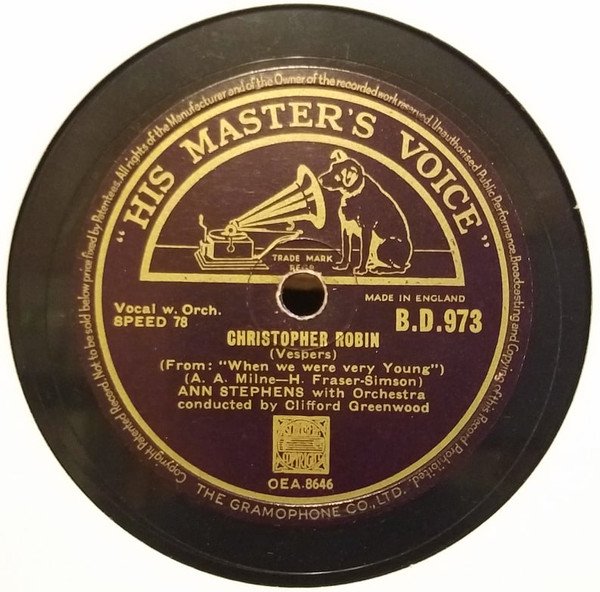 All rights of the Manufacturer and of the Owner of the recorded work reserved. Unauthorised Public Performance, Broadcasting and Copying of this Record Prohibited.
Copyright. Patented Record. Not to be sold below price fixed by Patentees.
"HIS MASTER'S VOICE"
TRADE MARK
MADE IN ENGLAND
Vocal w. Orch.
SPEED 78
B.D.973
CHRISTOPHER ROBIN
(Vespers)
(From: "When we were very Young")
(A. A. Milne—H. Fraser-Simson)
ANN STEPHENS with Orchestra
conducted by Clifford Greenwood
OEA.8646
THE GRAMOPHONE CO., LTD.